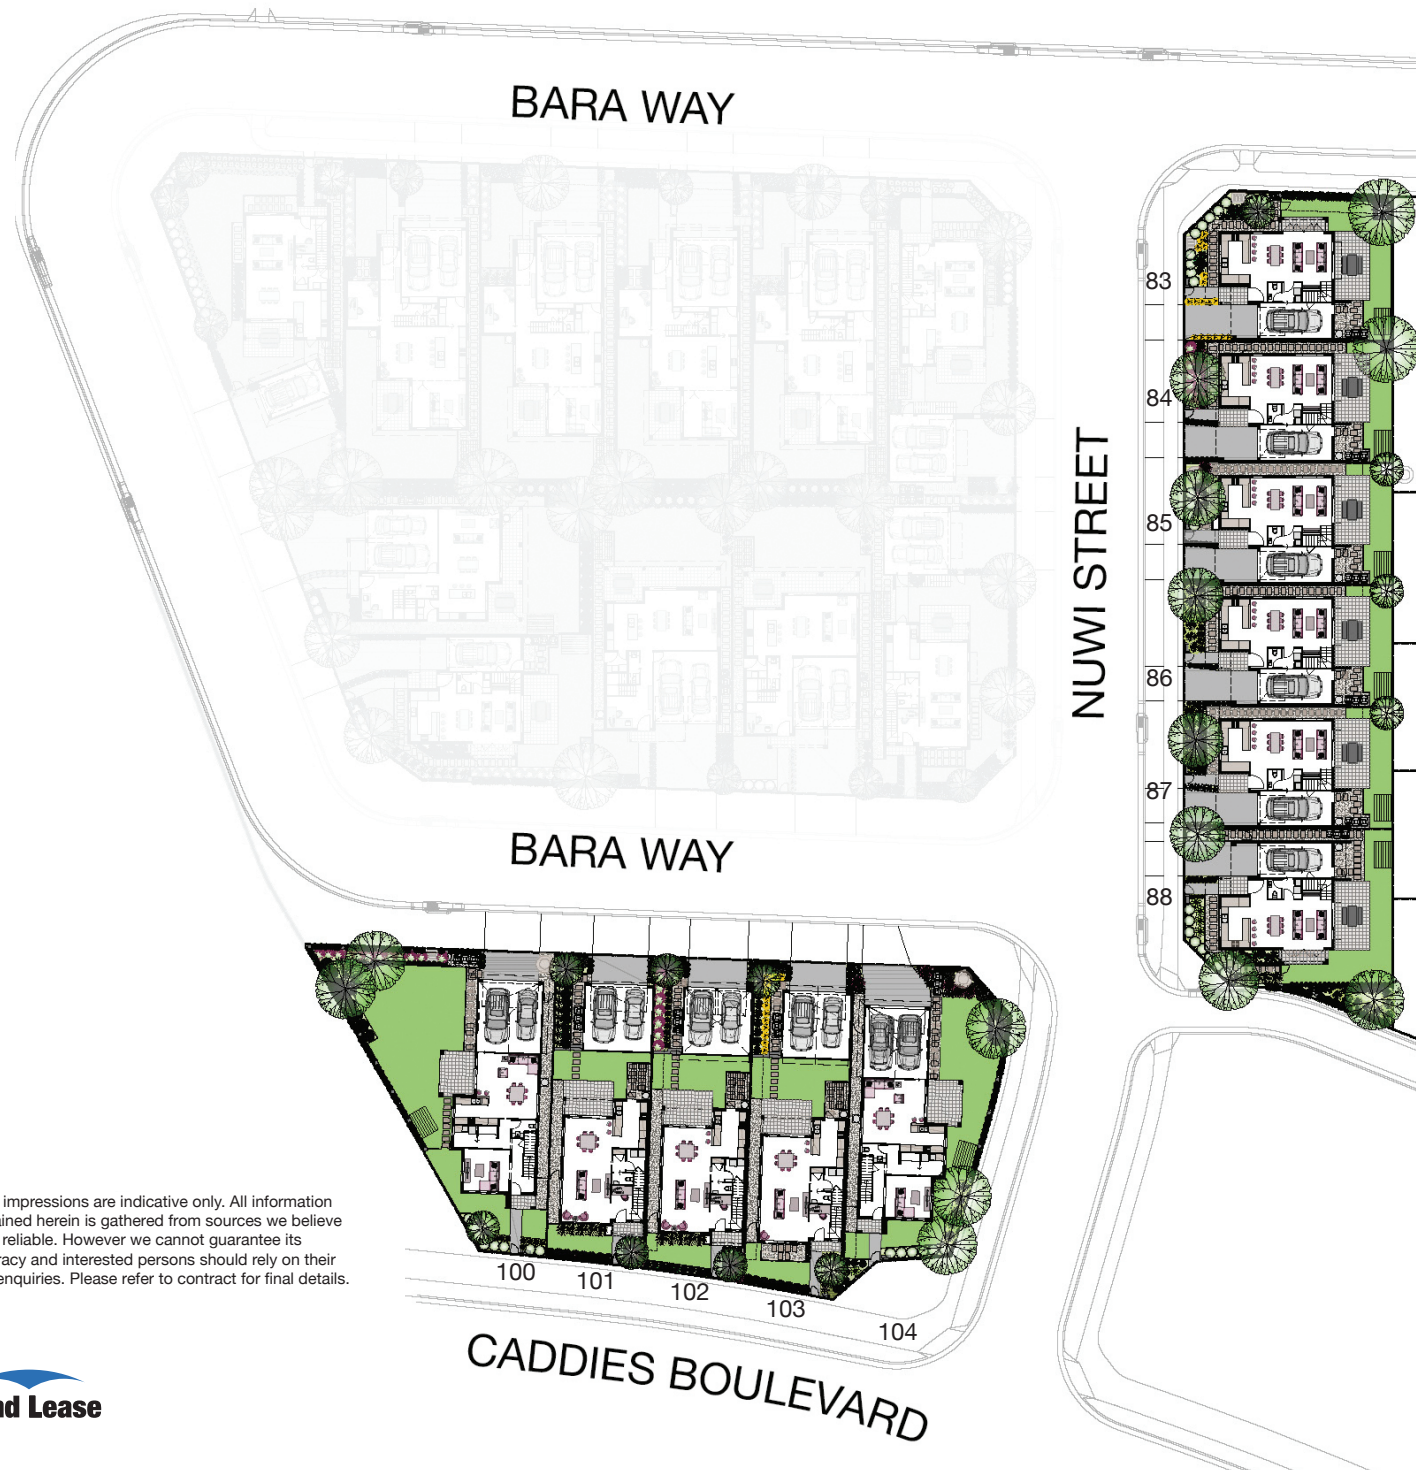 BARA WAY
83
84
NUWI STREET
85
86
87
88
BARA WAY
impressions are indicative only. All information
ained herein is gathered from sources we believe
reliable. However we cannot guarantee its
racy and interested persons should rely on their
enquiries. Please refer to contract for final details.
100
101
102
103
104
CADDIES BOULEVARD
nd Lease